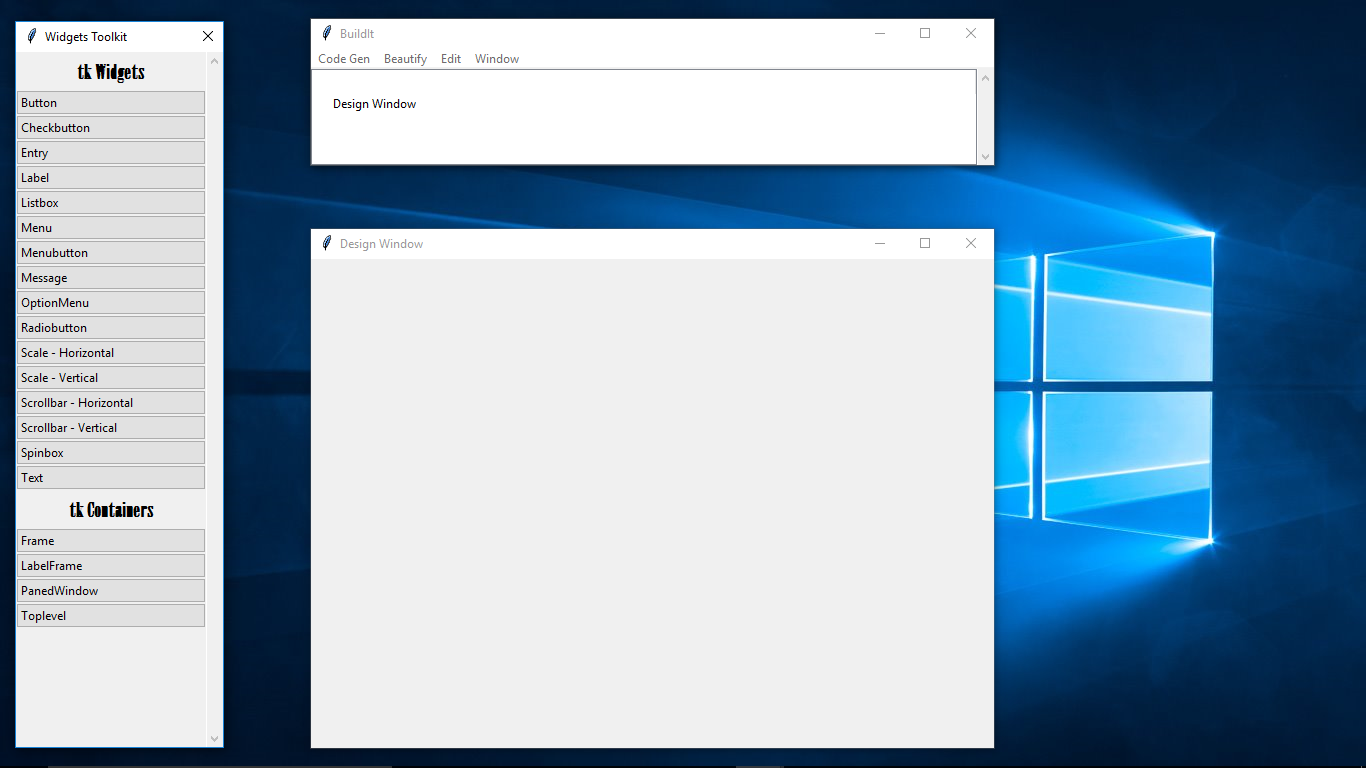 Widgets Toolkit
tk Widgets
Button
Checkbutton
Entry
Label
Listbox
Menu
Menubutton
Message
OptionMenu
Radiobutton
Scale - Horizontal
Scale - Vertical
Scrollbar - Horizontal
Scrollbar - Vertical
Spinbox
Text
tk Containers
Frame
LabelFrame
PanedWindow
Toplevel
BuildIt
Code Gen Beautify Edit Window
Design Window
Design Window